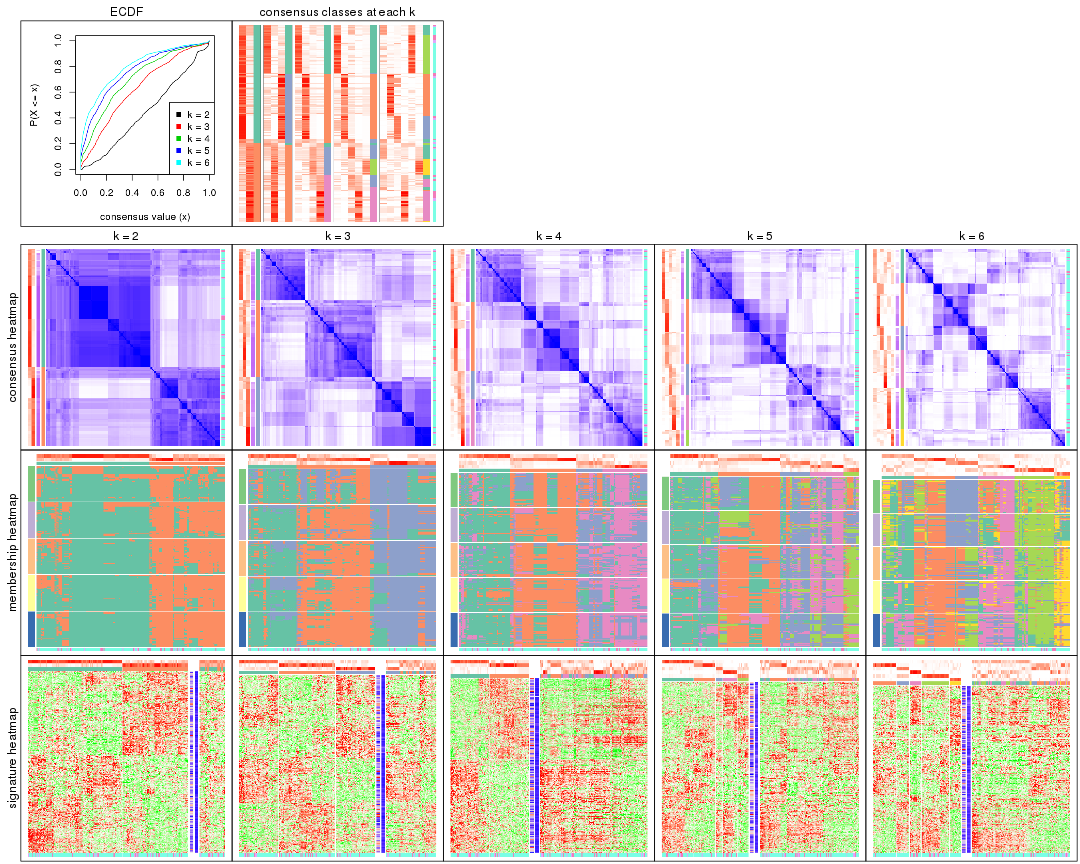 ECDF
consensus classes at each k
P(X <= x)
0.0 0.2 0.4 0.6 0.8 1.0
k = 2
k = 3
k = 4
k = 5
k = 6
0.0 0.2 0.4 0.6 0.8 1.0
consensus value (x)
k = 2
k = 3
k = 4
k = 5
k = 6
consensus heatmap
membership heatmap
signature heatmap